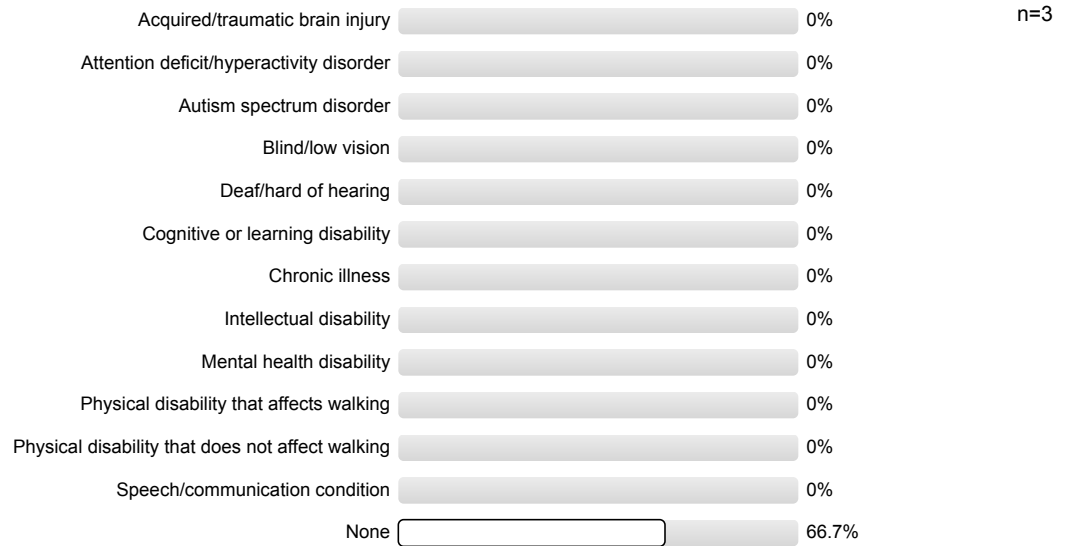 Acquired/traumatic brain injury 0% n=3
Attention deficit/hyperactivity disorder 0%
Autism spectrum disorder 0%
Blind/low vision 0%
Deaf/hard of hearing 0%
Cognitive or learning disability 0%
Chronic illness 0%
Intellectual disability 0%
Mental health disability 0%
Physical disability that affects walking 0%
Physical disability that does not affect walking 0%
Speech/communication condition 0%
None 66.7%